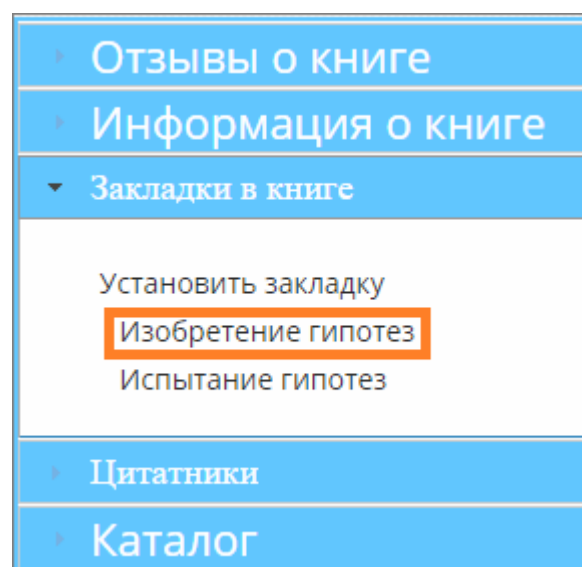 Отзывы о книге
Информация о книге
Закладки в книге
Установить закладку
Изобретение гипотез
Испытание гипотез
Цитатники
Каталог